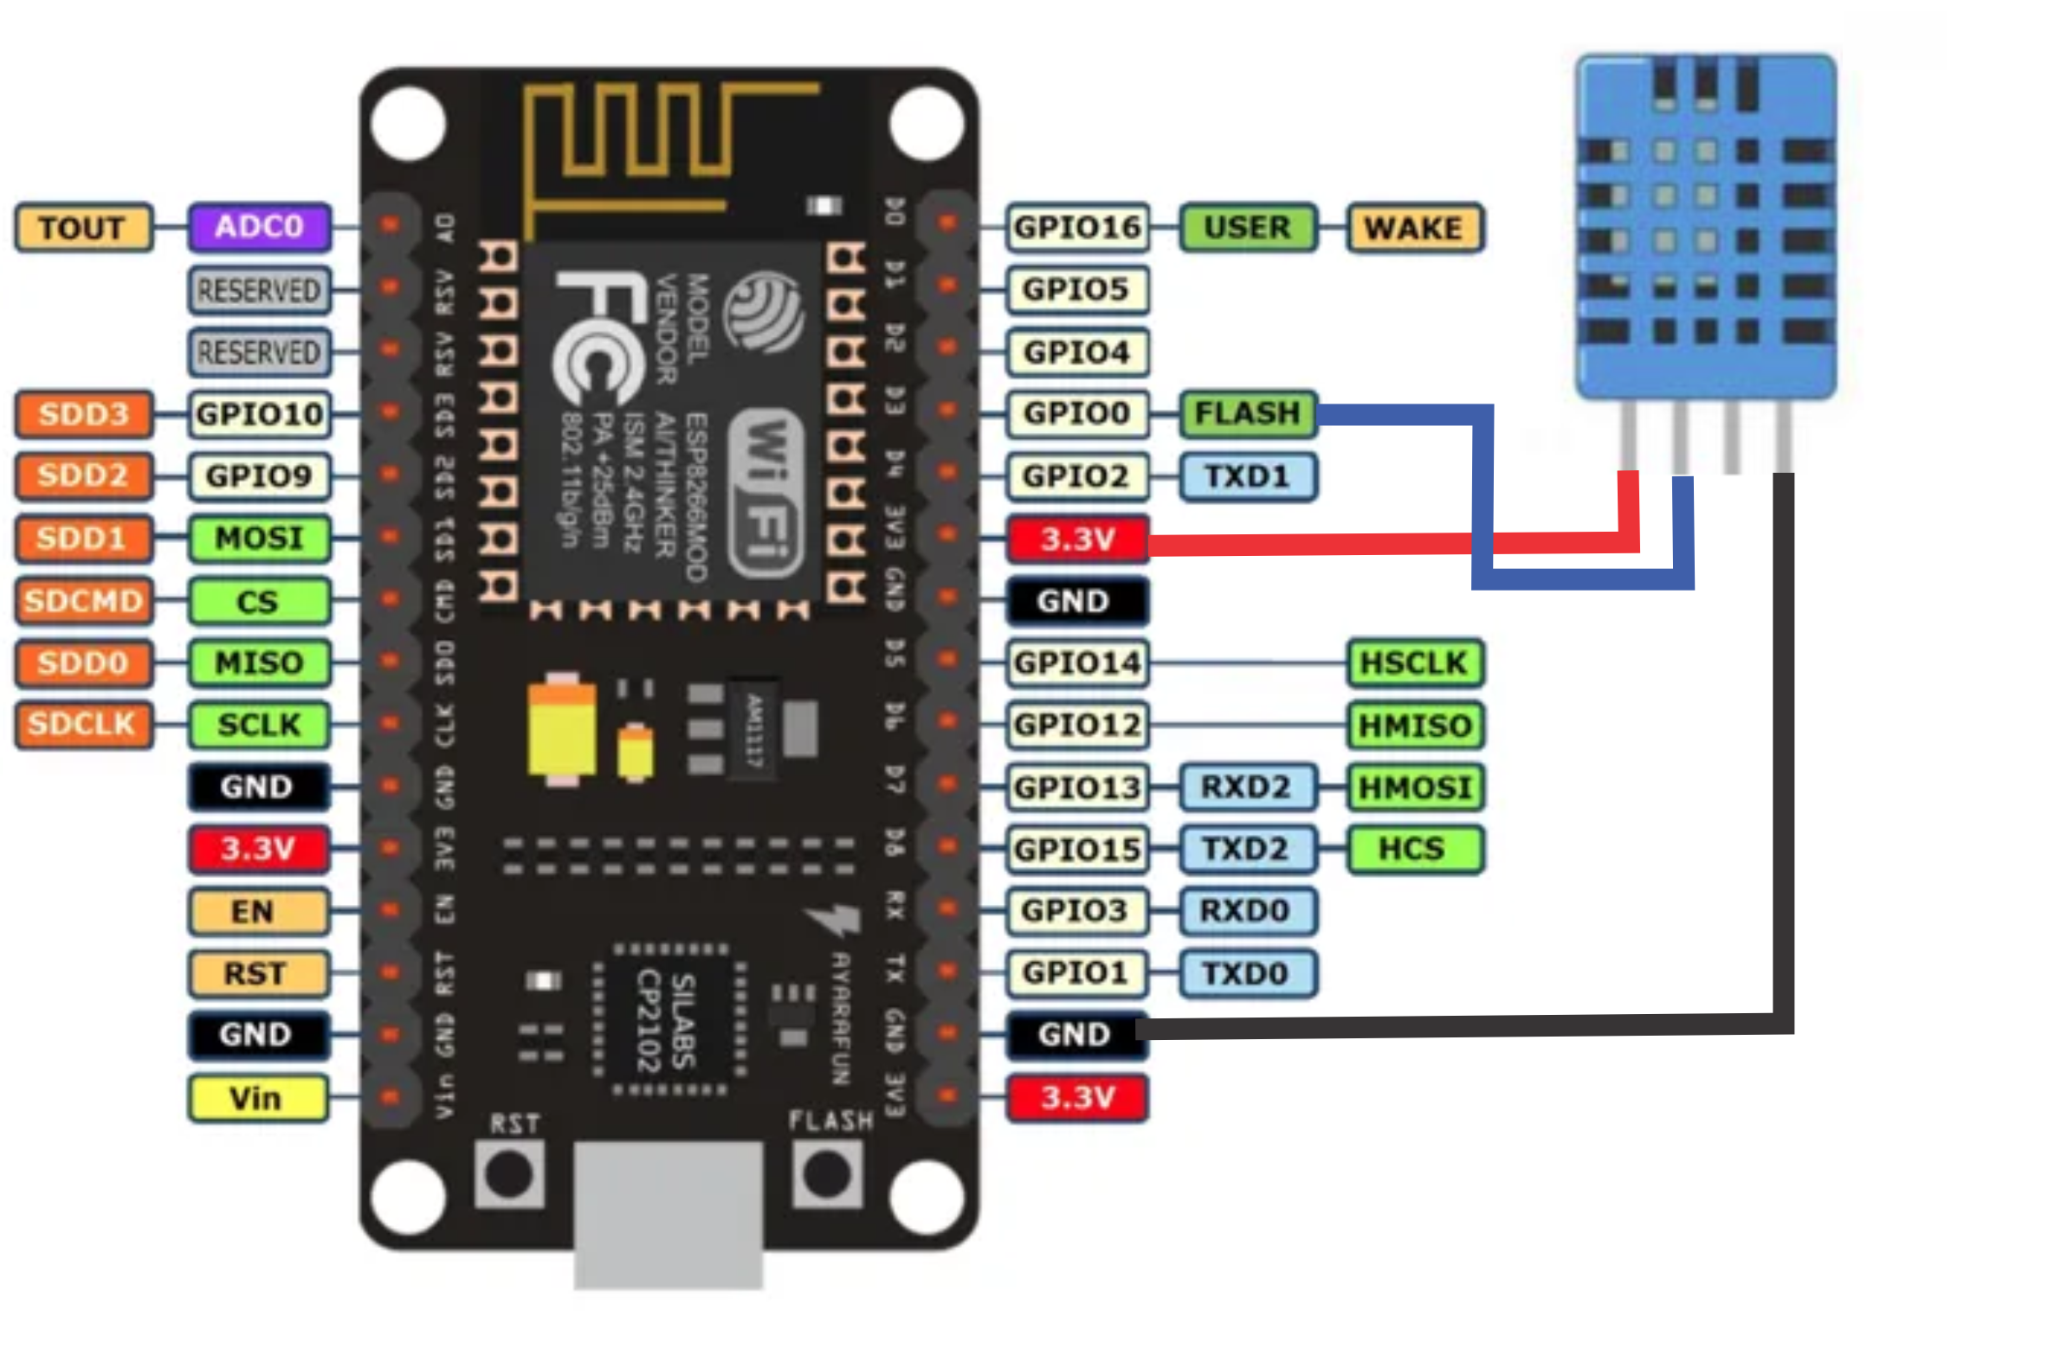 TOUT ADC0 A0 D0 GPIO16 USER WAKE
RESERVED RSV D1 GPIO5
RESERVED RSV D2 GPIO4
SDD3 GPIO10 SD3 D3 GPIO0 FLASH
SDD2 GPIO9 SD2 D4 GPIO2 TXD1
SDD1 MOSI SD1 3V3 3.3V
SDCMD CS CMD GND GND
SDD0 MISO SD0 D5 GPIO14 HSCLK
SDCLK SCLK CLK D6 GPIO12 HMISO
GND GND D7 GPIO13 RXD2 HMOSI
3.3V 3V3 D8 GPIO15 TXD2 HCS
EN EN RX GPIO3 RXD0
RST RST TX GPIO1 TXD0
GND GND GND GND
Vin Vin 3V3 3.3V
MODEL
VENDOR
FC
WiFi
ESP8266MOD
AI/THINKER
ISM 2.4GHz
PA +25dBm
802.11b/g/n
AM1117
SILABS
CP2102
AYARAFUN
RST
FLASH